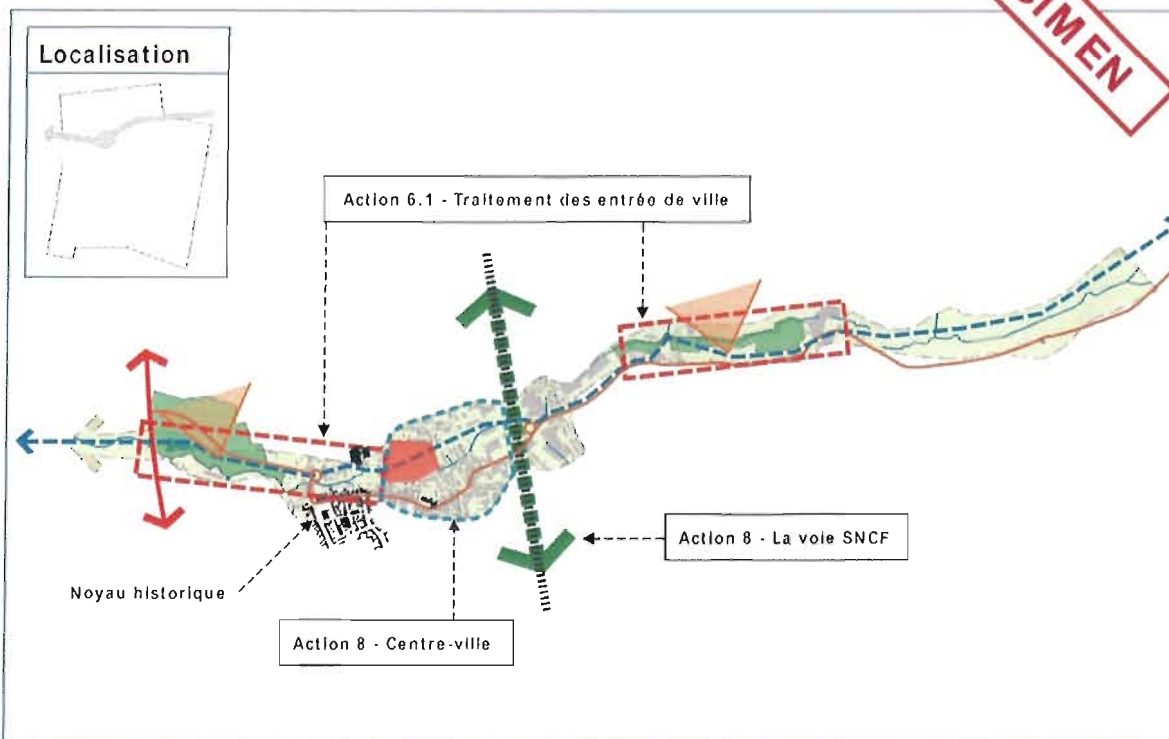 Localisation
Action 6.1 - Traitement des entrée de ville
Action 8 - La voie SNCF
Noyau historique
Action 8 - Centre-ville